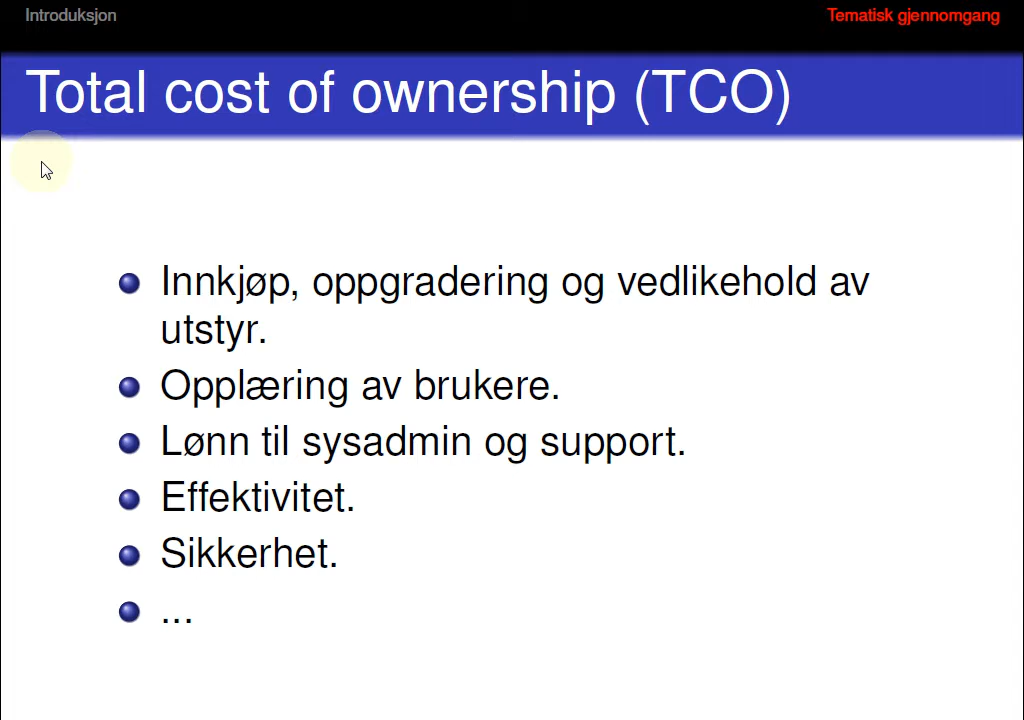 Introduksjon
Tematisk gjennomgang
Total cost of ownership (TCO)
Innkjøp, oppgradering og vedlikehold av
utstyr.
Opplæring av brukere.
Lønn til sysadmin og support.
Effektivitet.
Sikkerhet.
...